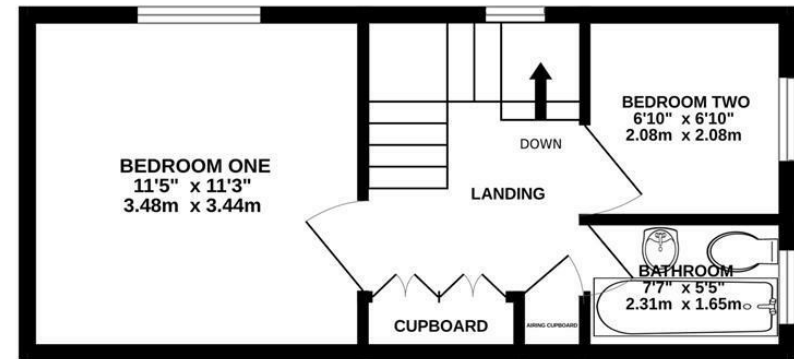 BEDROOM ONE
11'5" x 11'3"
3.48m x 3.44m
DOWN
LANDING
BEDROOM TWO
6'10" x 6'10"
2.08m x 2.08m
BATHROOM
7'7" x 5'5"
2.31m x 1.65m
CUPBOARD
AIRING CUPBOARD